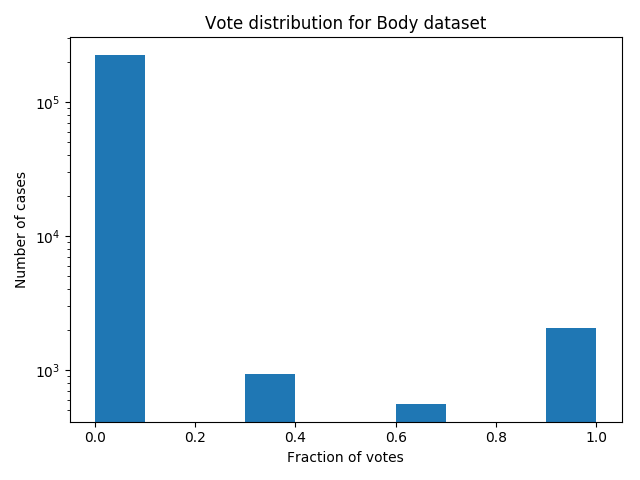 Vote distribution for Body dataset
Number of cases
10^5
10^4
10^3
0.0 0.2 0.4 0.6 0.8 1.0
Fraction of votes